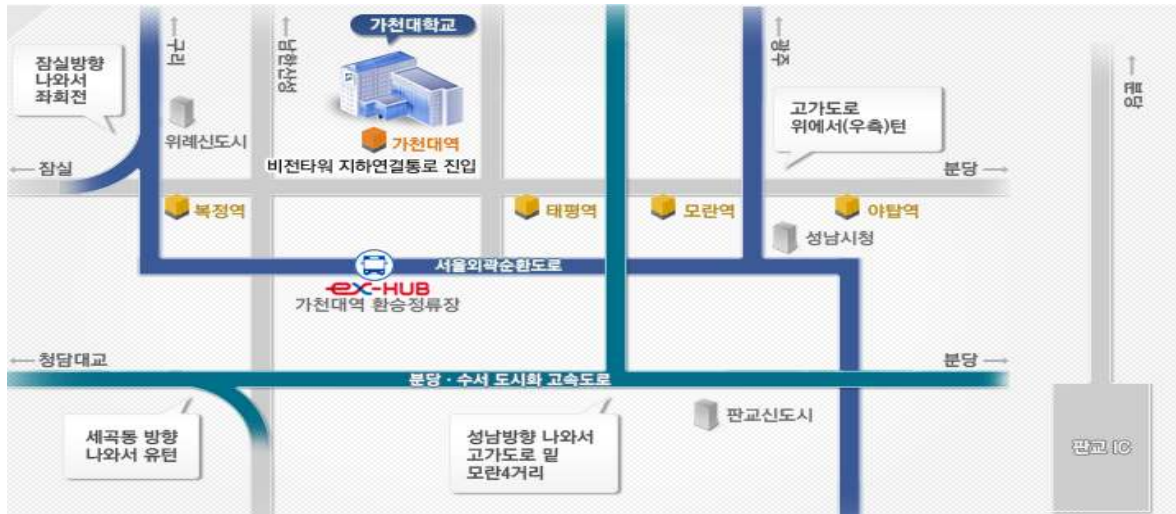 가천대학교
구리
남한산성
광주
분당
잠실방향
나와서
좌회전
고가도로
위에서(우측)턴
위례신도시
가천대역
비전타워 지하연결통로 진입
잠실
분당
복정역
태평역
모란역
야탑역
성남시청
서울외곽순환도로
ex-HUB
가천대역 환승정류장
청담대교
분당
분당·수서 도시화 고속도로
판교신도시
세곡동 방향
나와서 유턴
성남방향 나와서
고가도로 밑
모란4거리
판교 IC